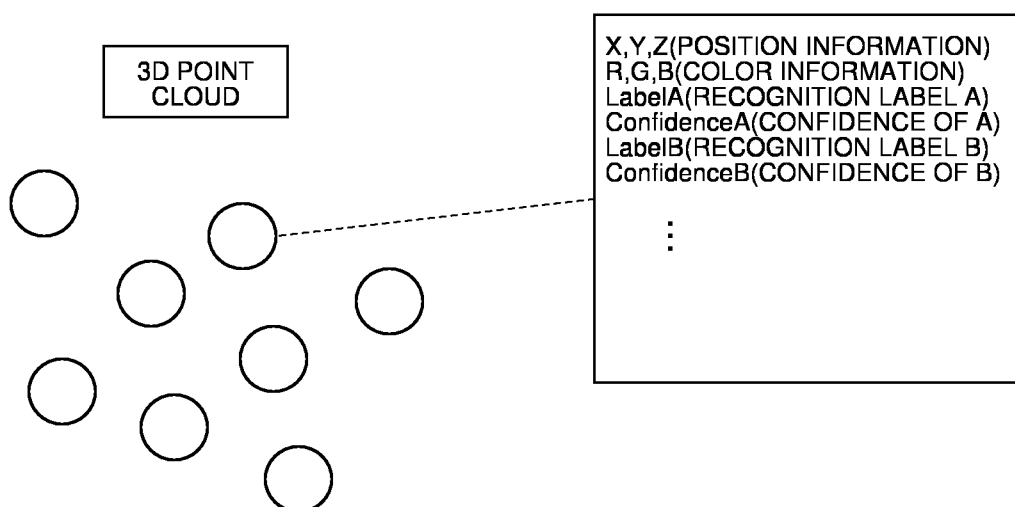 3D POINT
CLOUD
X,Y,Z(POSITION INFORMATION)
R,G,B(COLOR INFORMATION)
LabelA(RECOGNITION LABEL A)
ConfidenceA(CONFIDENCE OF A)
LabelB(RECOGNITION LABEL B)
ConfidenceB(CONFIDENCE OF B)
⋮